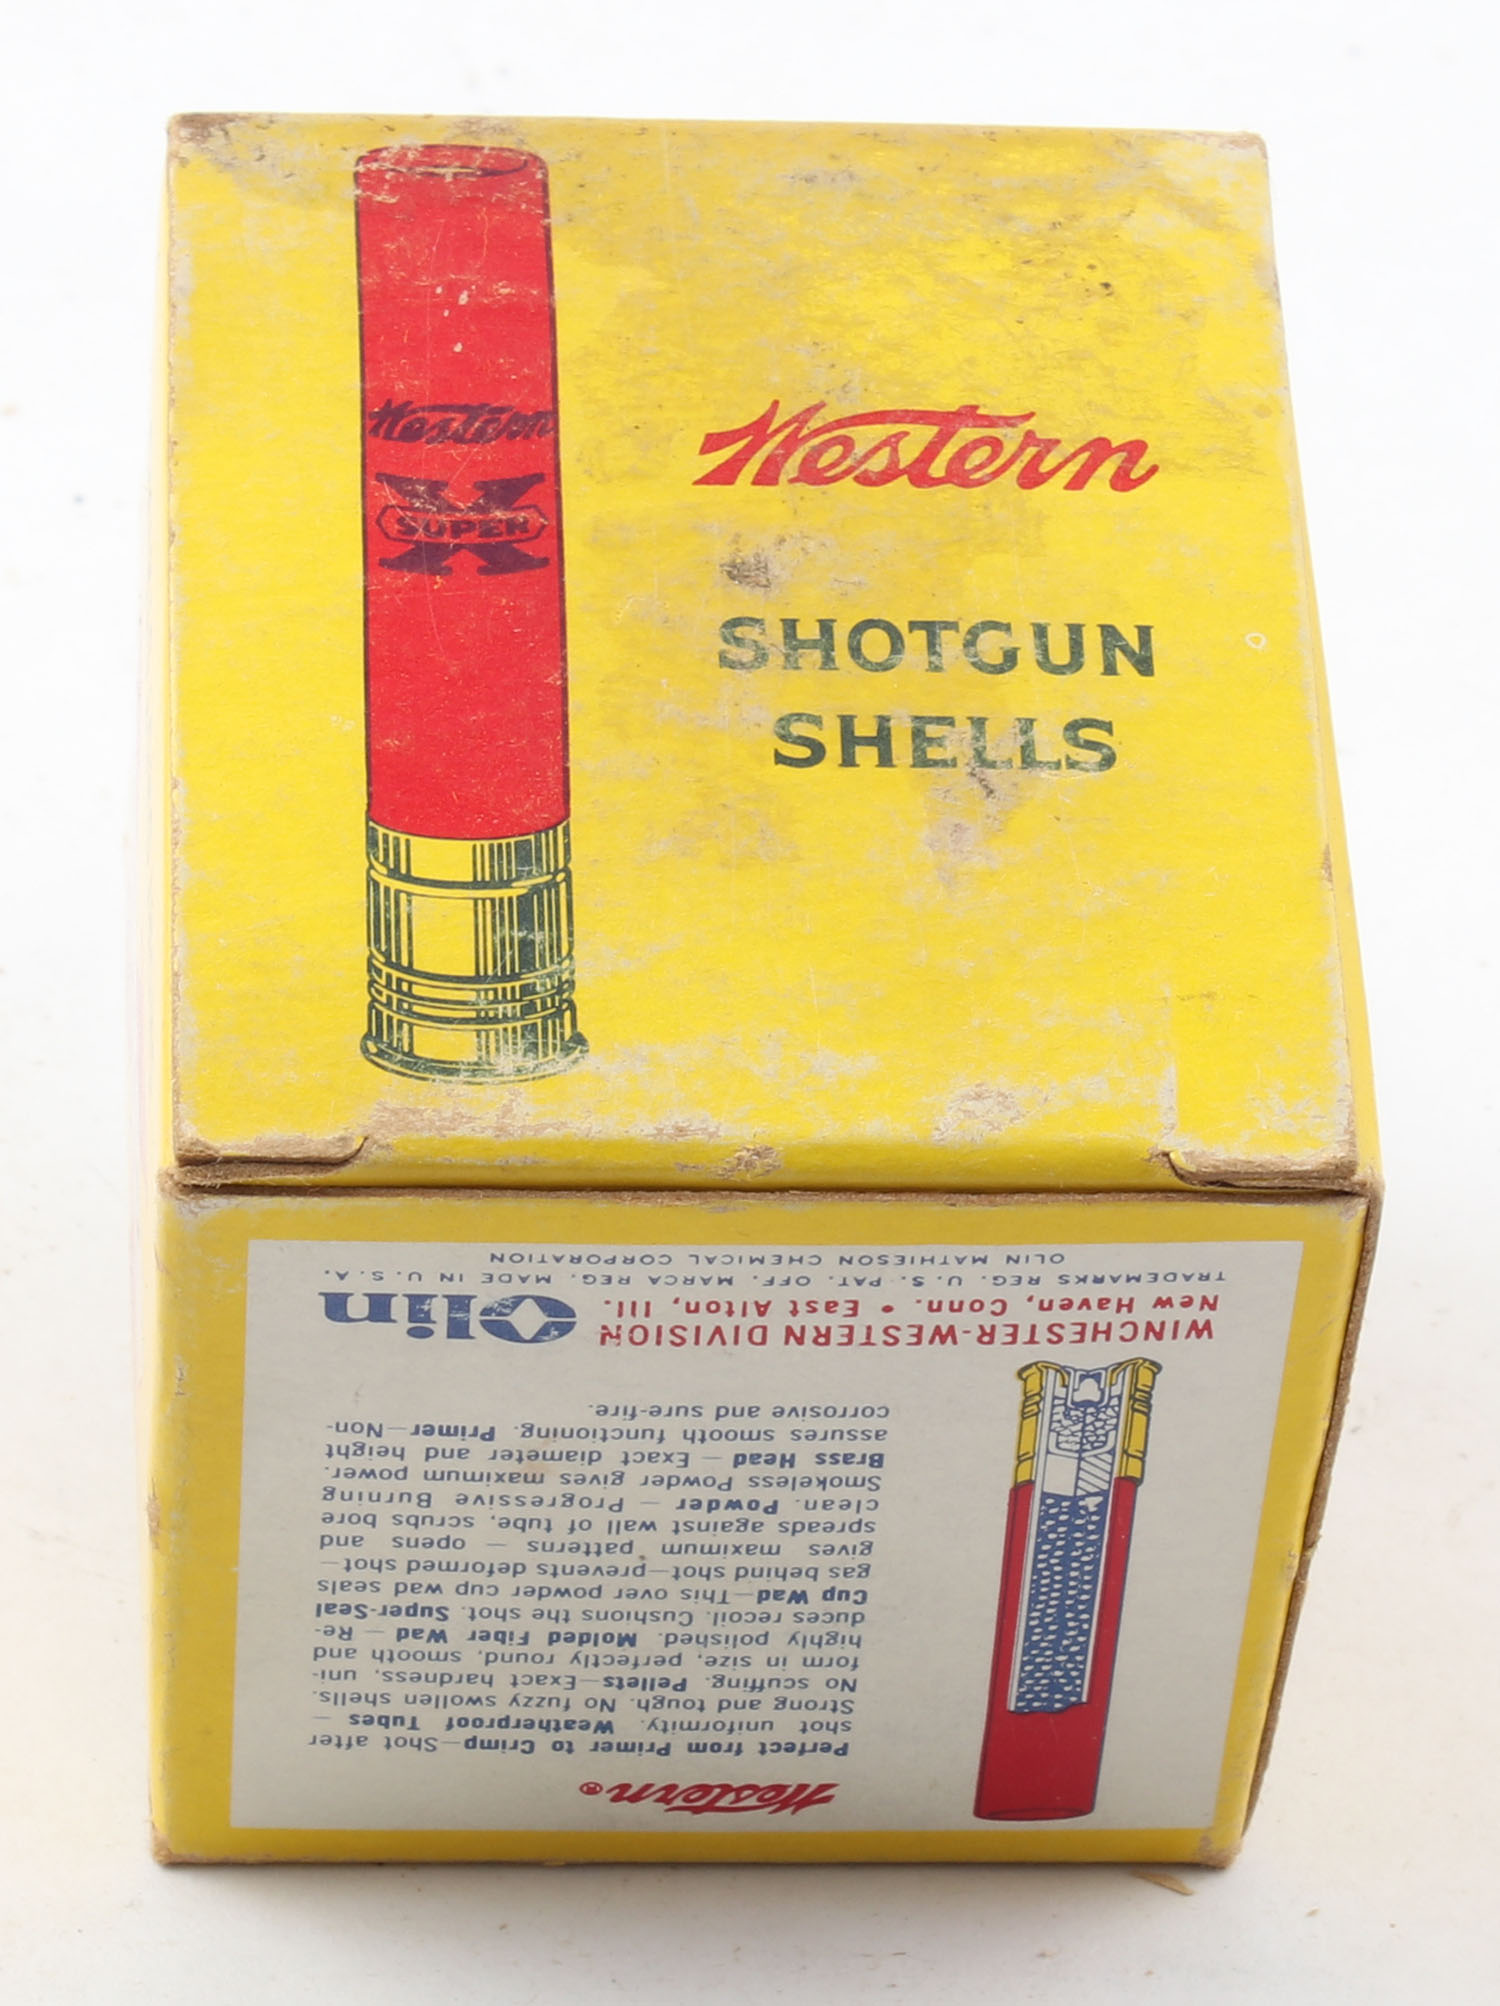 Western
SUPER X
Western
SHOTGUN
SHELLS
Western®
Perfect from Primer to Crimp—Shot after
shot uniformity. Weatherproof Tubes —
Strong and tough. No fuzzy swollen shells.
No scuffing. Pellets—Exact hardness, uni-
form in size, perfectly round, smooth and
highly polished. Molded Fiber Wad — Re-
duces recoil. Cushions the shot. Super-Seal
Cup Wad—This over powder cup wad seals
gas behind shot—prevents deformed shot—
gives maximum patterns — opens and
spreads against wall of tube, scrubs bore
clean. Powder — Progressive Burning
Smokeless Powder gives maximum power.
Brass Head — Exact diameter and height
assures smooth functioning. Primer—Non-
corrosive and sure-fire.
WINCHESTER-WESTERN DIVISION Olin
New Haven, Conn. • East Alton, Ill.
TRADEMARKS REG. U.S. PAT. OFF. MARCA REG. MADE IN U.S.A.
OLIN MATHIESON CHEMICAL CORPORATION